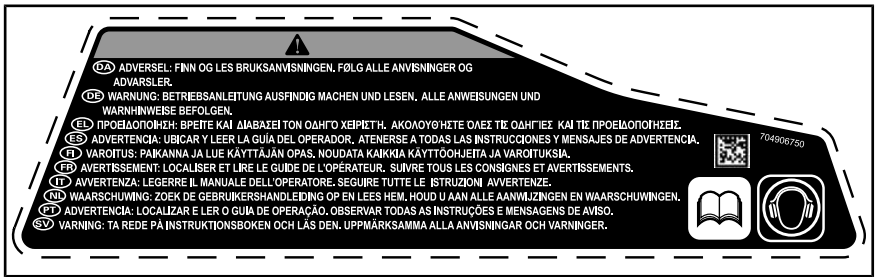 DA ADVERSEL: FINN OG LES BRUKSANVISNINGEN. FØLG ALLE ANVISNINGER OG
ADVARSLER.
DE WARNUNG: BETRIEBSANLEITUNG AUSFINDIG MACHEN UND LESEN. ALLE ANWEISUNGEN UND
WARNHINWEISE BEFOLGEN.
EL ΠΡΟΕΙΔΟΠΟΙΗΣΗ: ΒΡΕΙΤΕ ΚΑΙ ΔΙΑΒΑΣΕΙ ΤΟΝ ΟΔΗΓΟ ΧΕΙΡΙΣΤΗ. ΑΚΟΛΟΥΘΗΣΤΕ ΌΛΕΣ ΤΙΣ ΟΔΗΓΙΕΣ ΚΑΙ ΤΙΣ ΠΡΟΕΙΔΟΠΟΙΗΣΕΙΣ.
ES ADVERTENCIA: UBICAR Y LEER LA GUÍA DEL OPERADOR. ATENERSE A TODAS LAS INSTRUCCIONES Y MENSAJES DE ADVERTENCIA.
FI VAROITUS: PAIKANNA JA LUE KÄYTTÄJÄN OPAS. NOUDATA KAIKKIA KÄYTTÖOHJEITA JA VAROITUKSIA.
FR AVERTISSEMENT: LOCALISER ET LIRE LE GUIDE DE L'OPÉRATEUR. SUIVRE TOUS LES CONSIGNES ET AVERTISSEMENTS.
IT AVVERTENZA: LEGERRE IL MANUALE DELL'OPERATORE. SEGUIRE TUTTE LE ISTRUZIONI AVVERTENZE.
NL WAARSCHUWING: ZOEK DE GEBRUIKERSHANDLEIDING OP EN LEES HEM. HOUD U AAN ALLE AANWIJZINGEN EN WAARSCHUWINGEN.
PT ADVERTENCIA: LOCALIZAR E LER O GUIA DE OPERAÇÃO. OBSERVAR TODAS AS INSTRUÇÕES E MENSAGENS DE AVISO.
SV VARNING: TA REDE PÅ INSTRUKTIONSBOKEN OCH LÄS DEN. UPPMÄRKSAMMA ALLA ANVISNINGAR OCH VARNINGER.
704906750